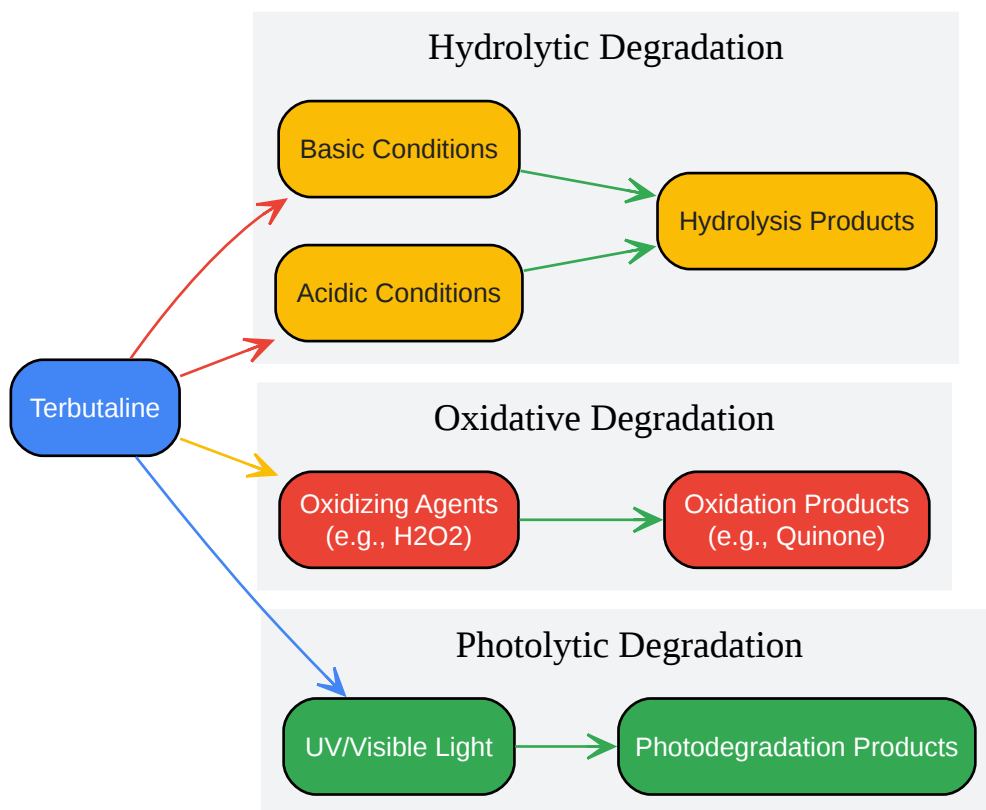 Hydrolytic Degradation
Basic Conditions
Hydrolysis Products
Acidic Conditions
Terbutaline
Oxidative Degradation
Oxidizing Agents
(e.g., H2O2)
Oxidation Products
(e.g., Quinone)
Photolytic Degradation
UV/Visible Light
Photodegradation Products